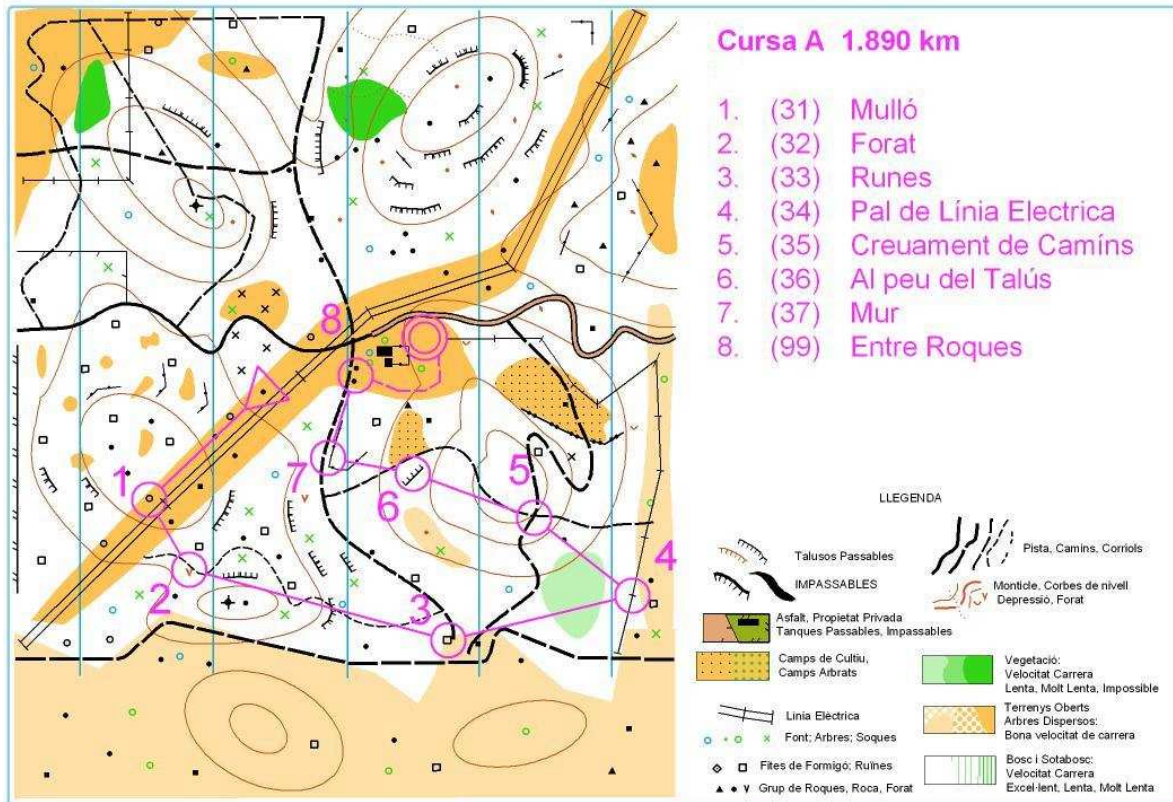 Cursa A 1.890 km
1. (31) Mulló
2. (32) Forat
3. (33) Runes
4. (34) Pal de Línia Electrica
5. (35) Creuament de Camíns
6. (36) Al peu del Talús
7. (37) Mur
8. (99) Entre Roques
8
7
6
5
1
2
3
4
LLEGENDA
Talusos Passables
IMPASSABLES
Asfalt, Propietat Privada
Tanques Passables, Impassables
Camps de Cultiu,
Camps Arbrats
Línia Elèctrica
Font; Arbres; Soques
Fites de Formigó; Ruïnes
Grup de Roques, Roca, Forat
Pista, Camins, Corriols
Monticle, Corbes de nivell
Depressió, Forat
Vegetació:
Velocitat Carrera
Lenta, Molt Lenta, Impossible
Terrenys Oberts
Arbres Dispersos:
Bona velocitat de carrera
Bosc i Sotabosc:
Velocitat Carrera
Excel·lent, Lenta, Molt Lenta